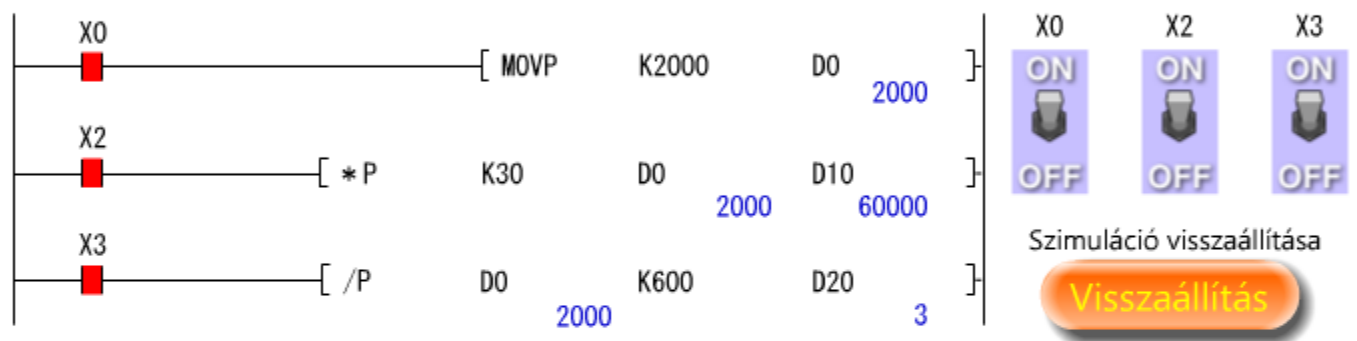 X0
[ MOVP K2000 D0 ]
2000
X2
[ *P K30 D0 D10 ]
2000 60000
X3
[ /P D0 K600 D20 ]
2000 3
X0 X2 X3
ON ON ON
OFF OFF OFF
Szimuláció visszaállítása
Visszaállítás